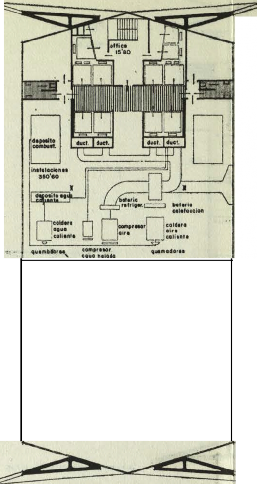 office
15'60
duct. duct. duct. duct.
deposito
combust.
instalaciones
350'60
deposito agua
caliente
bateria
refriger.
bateria
calefaccion
caldera
agua
caliente
compresor
aire
caldera
aire
caliente
quemadores
compresor
agua helada
quemadores